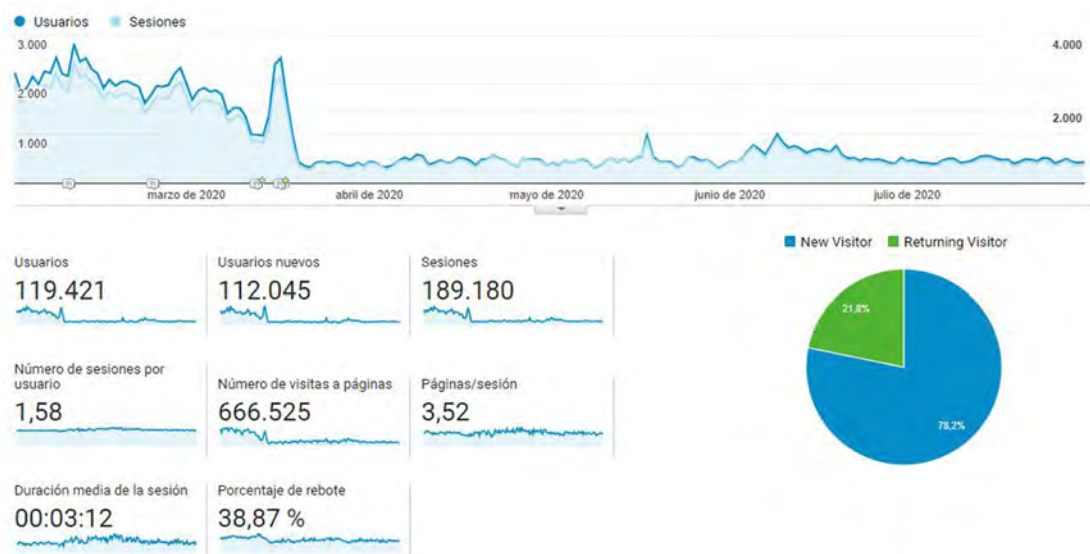 Usuarios Sesiones
3.000 4.000
2.000 2.000
1.000
marzo de 2020 abril de 2020 mayo de 2020 junio de 2020 julio de 2020
New Visitor Returning Visitor
Usuarios Usuarios nuevos Sesiones
119.421 112.045 189.180
21,8%
Número de sesiones por
usuario Número de visitas a páginas Páginas/sesión
1,58 666.525 3,52
78,2%
Duración media de la sesión Porcentaje de rebote
00:03:12 38,87 %